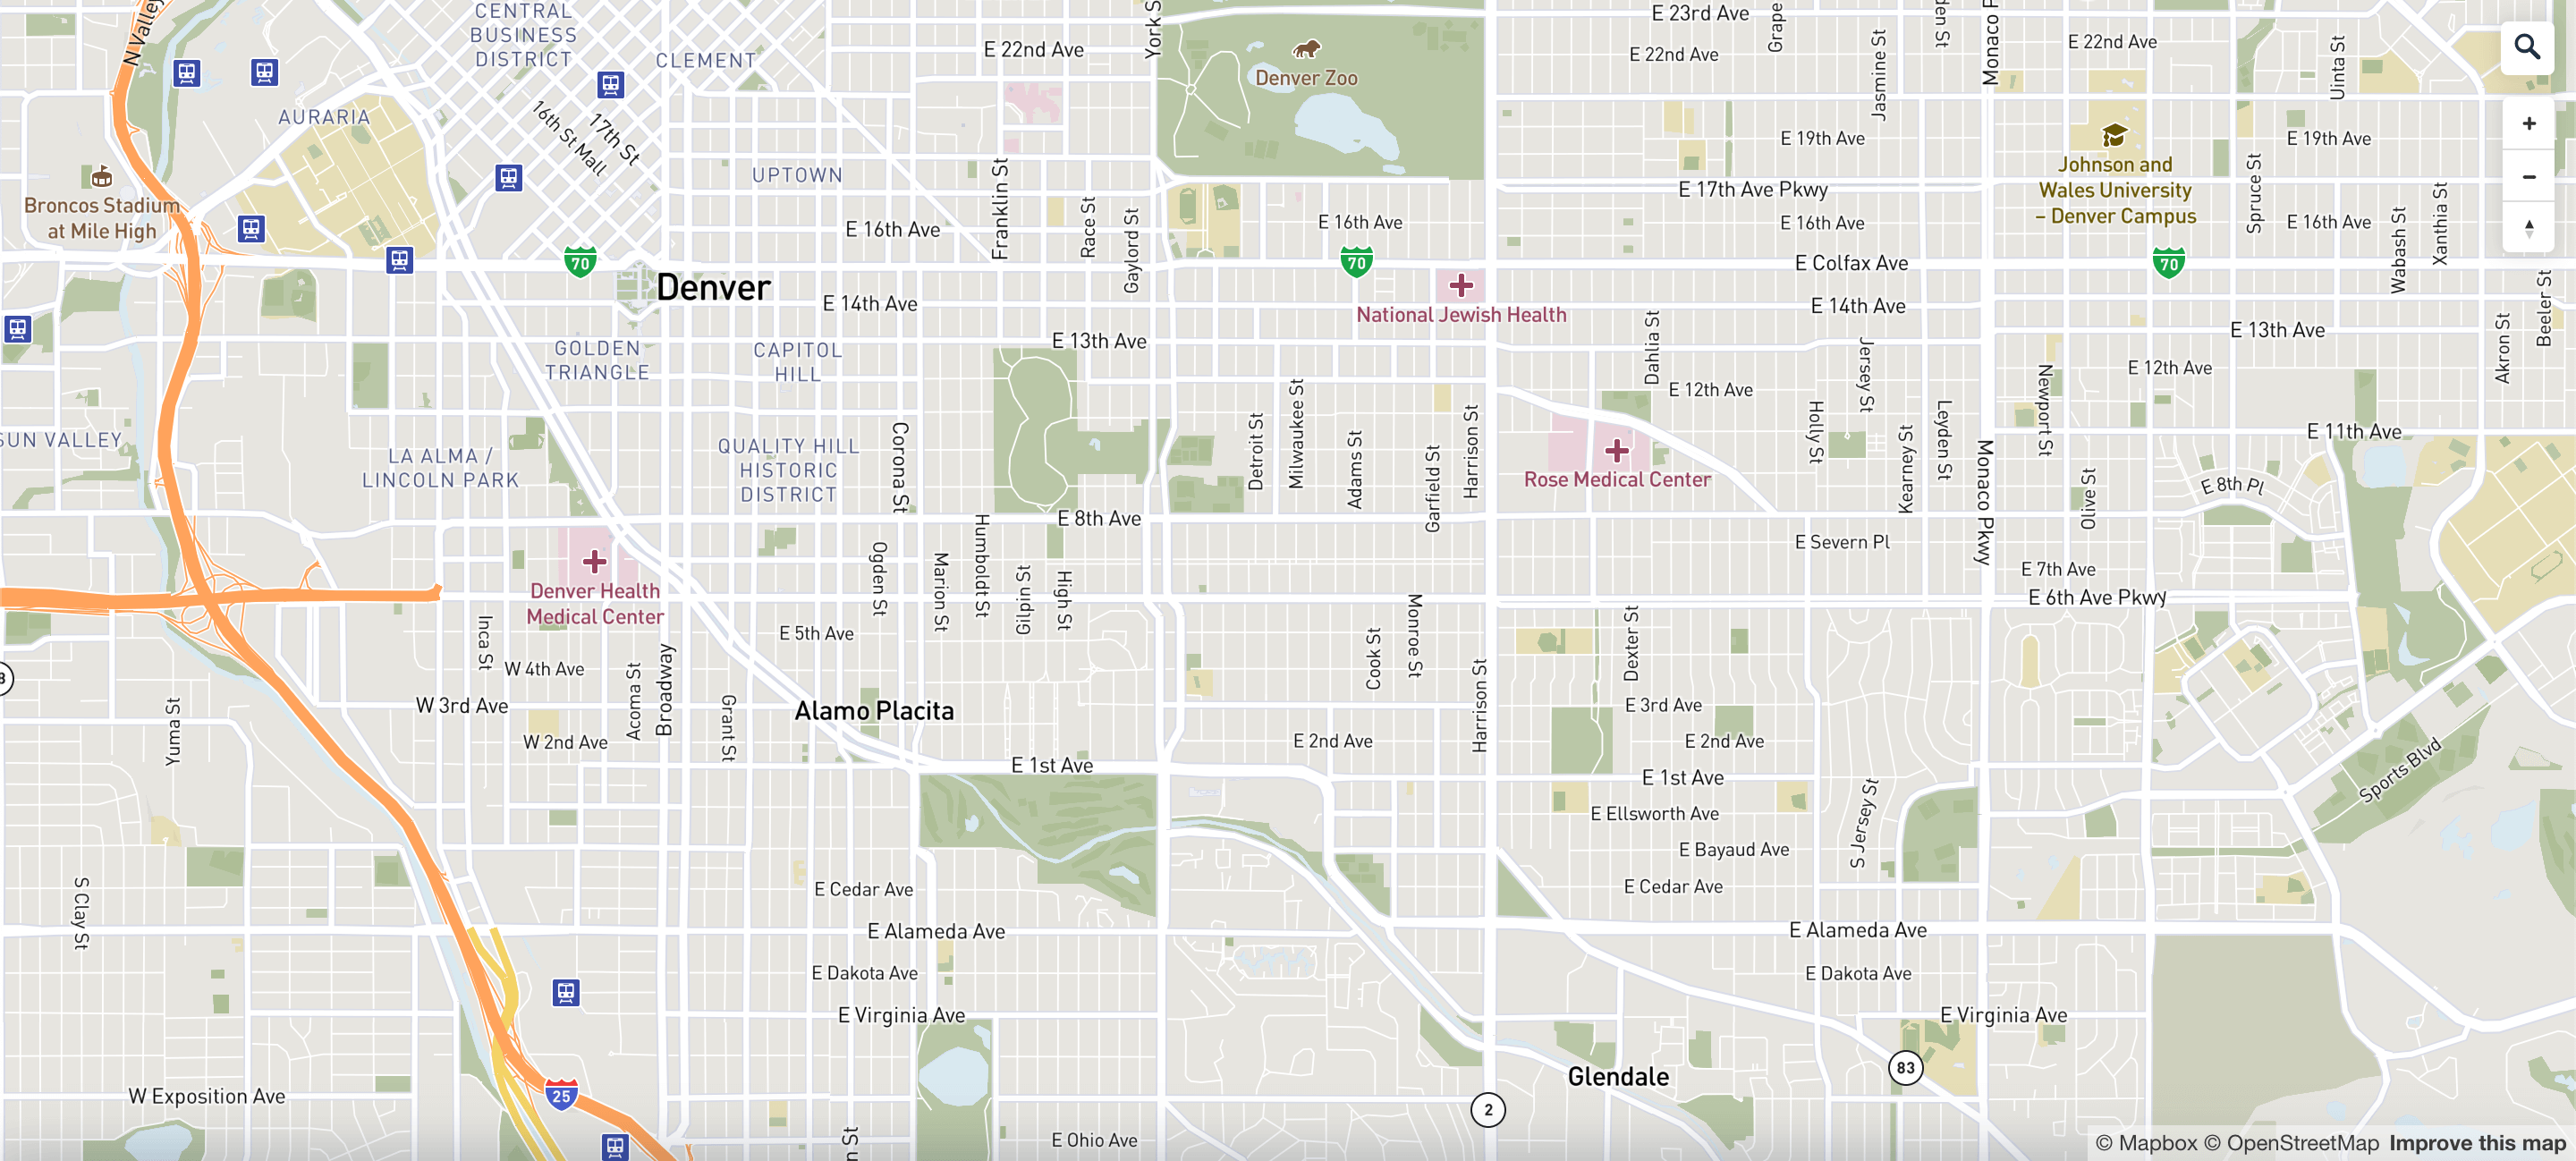 N Valley
CENTRAL
BUSINESS
DISTRICT
CLEMENT
York S
E 22nd Ave
Denver Zoo
E 23rd Ave
E 22nd Ave
Grape
Jasmine St
den St
Monaco P
E 22nd Ave
Uinta St
AURARIA
16th St Mall
17th St
+
E 19th Ave
E 19th Ave
Johnson and
Wales University
– Denver Campus
−
Broncos Stadium
at Mile High
UPTOWN
Franklin St
Race St
Gaylord St
E 16th Ave
E 16th Ave
E 17th Ave Pkwy
E 16th Ave
Spruce St
E 16th Ave
Wabash St
Xanthia St
70
70
70
E Colfax Ave
Denver
E 14th Ave
National Jewish Health
E 14th Ave
Beeler St
E 13th Ave
E 13th Ave
GOLDEN
TRIANGLE
CAPITOL
HILL
Dahlia St
Jersey St
E 12th Ave
E 12th Ave
Newport St
Akron St
SUN VALLEY
LA ALMA /
LINCOLN PARK
QUALITY HILL
HISTORIC
DISTRICT
Corona St
Detroit St
Milwaukee St
Adams St
Garfield St
Harrison St
Rose Medical Center
Holly St
Kearney St
Leyden St
Monaco Pkwy
E 11th Ave
Olive St
E 8th Pl
E 8th Ave
E Severn Pl
E 7th Ave
E 6th Ave Pkwy
Denver Health
Medical Center
Ogden St
Marion St
Humboldt St
Gilpin St
High St
Inca St
E 5th Ave
W 4th Ave
Cook St
Monroe St
Dexter St
Yuma St
W 3rd Ave
Acoma St
Broadway
Grant St
Alamo Placita
Harrison St
E 3rd Ave
W 2nd Ave
E 2nd Ave
E 2nd Ave
E 1st Ave
E 1st Ave
Sports Blvd
E Ellsworth Ave
S Jersey St
E Bayaud Ave
S Clay St
E Cedar Ave
E Cedar Ave
E Alameda Ave
E Alameda Ave
E Dakota Ave
E Dakota Ave
E Virginia Ave
E Virginia Ave
W Exposition Ave
25
Glendale
83
2
E Ohio Ave
n St
© Mapbox © OpenStreetMap Improve this map